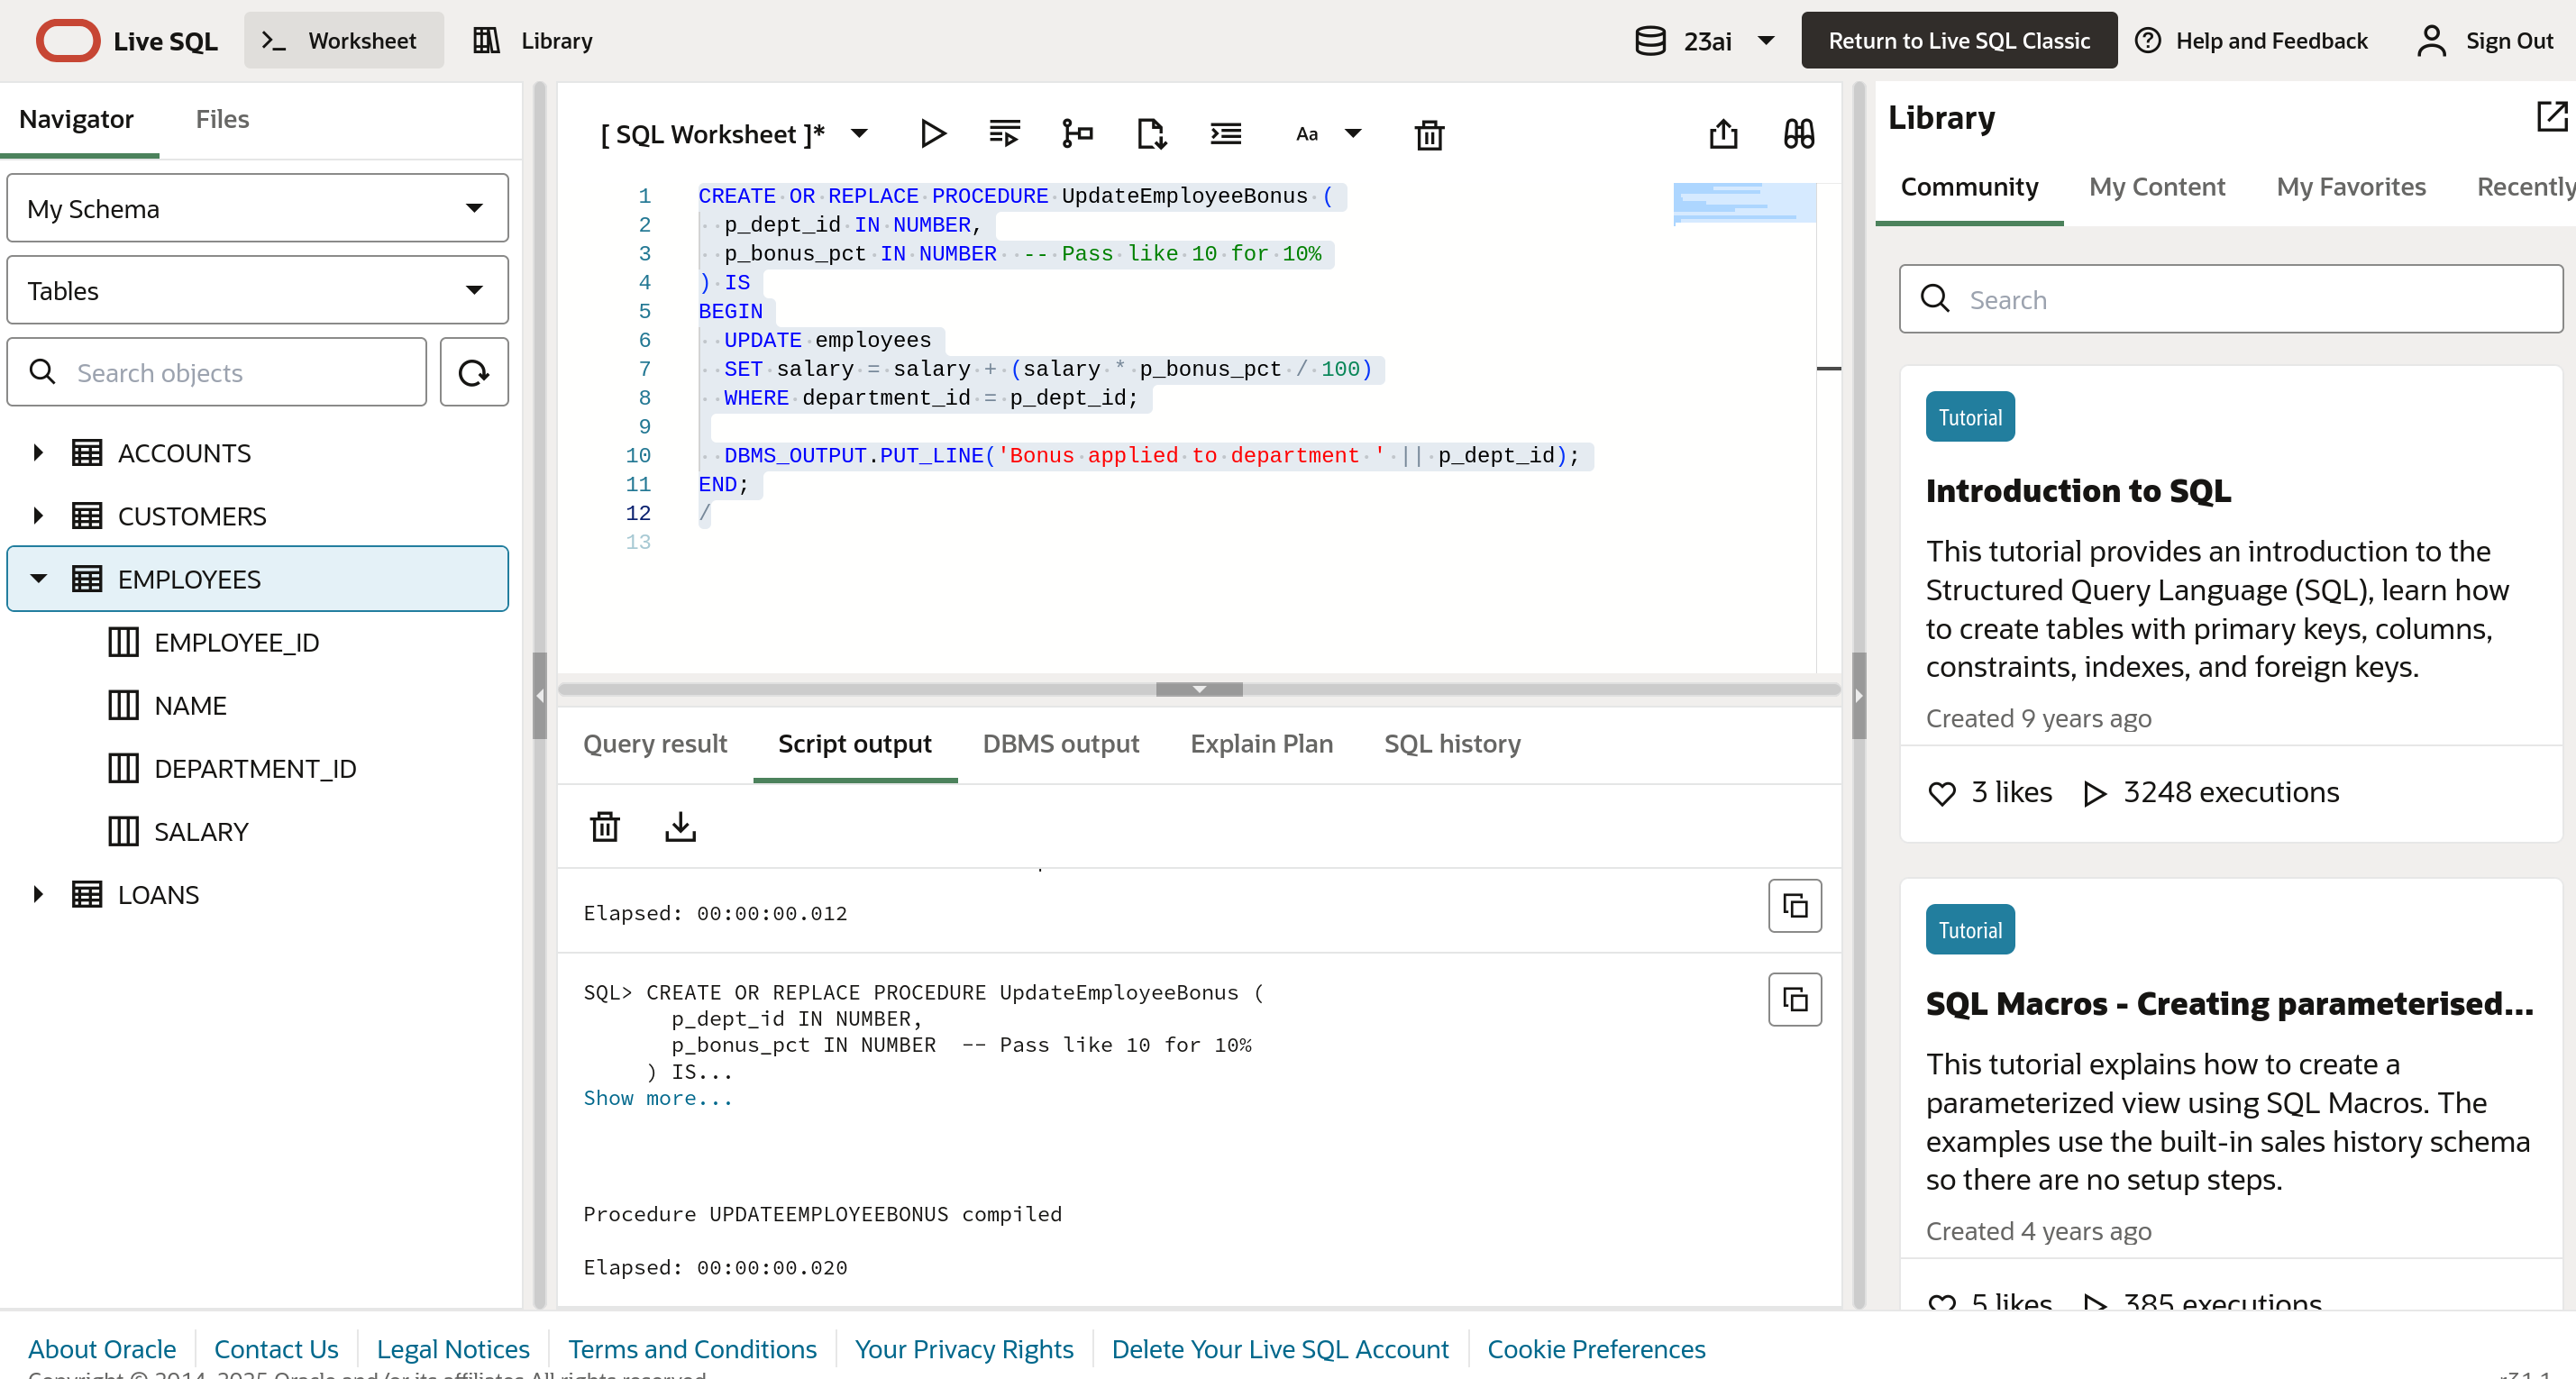 Live SQL
Worksheet
Library
23ai
Return to Live SQL Classic
Help and Feedback
Sign Out
Navigator
Files
My Schema
Tables
Search objects
ACCOUNTS
CUSTOMERS
EMPLOYEES
EMPLOYEE_ID
NAME
DEPARTMENT_ID
SALARY
LOANS
[ SQL Worksheet ]*
Aa
1 CREATE OR REPLACE PROCEDURE UpdateEmployeeBonus (
2 p_dept_id IN NUMBER,
3 p_bonus_pct IN NUMBER -- Pass like 10 for 10%
4 ) IS
5 BEGIN
6 UPDATE employees
7 SET salary = salary + (salary * p_bonus_pct / 100)
8 WHERE department_id = p_dept_id;
9
10 DBMS_OUTPUT.PUT_LINE('Bonus applied to department ' || p_dept_id);
11 END;
12 /
13
Query result
Script output
DBMS output
Explain Plan
SQL history
Elapsed: 00:00:00.012
SQL> CREATE OR REPLACE PROCEDURE UpdateEmployeeBonus (
p_dept_id IN NUMBER,
p_bonus_pct IN NUMBER -- Pass like 10 for 10%
) IS...
Show more...
Procedure UPDATEEMPLOYEEBONUS compiled
Elapsed: 00:00:00.020
Library
Community
My Content
My Favorites
Recently
Search
Tutorial
Introduction to SQL
This tutorial provides an introduction to the
Structured Query Language (SQL), learn how
to create tables with primary keys, columns,
constraints, indexes, and foreign keys.
Created 9 years ago
3 likes
3248 executions
Tutorial
SQL Macros - Creating parameterised...
This tutorial explains how to create a
parameterized view using SQL Macros. The
examples use the built-in sales history schema
so there are no setup steps.
Created 4 years ago
5 likes
385 executions
About Oracle
Contact Us
Legal Notices
Terms and Conditions
Your Privacy Rights
Delete Your Live SQL Account
Cookie Preferences
Copyright © 2014, 2025 Oracle and/or its affiliates All rights reserved